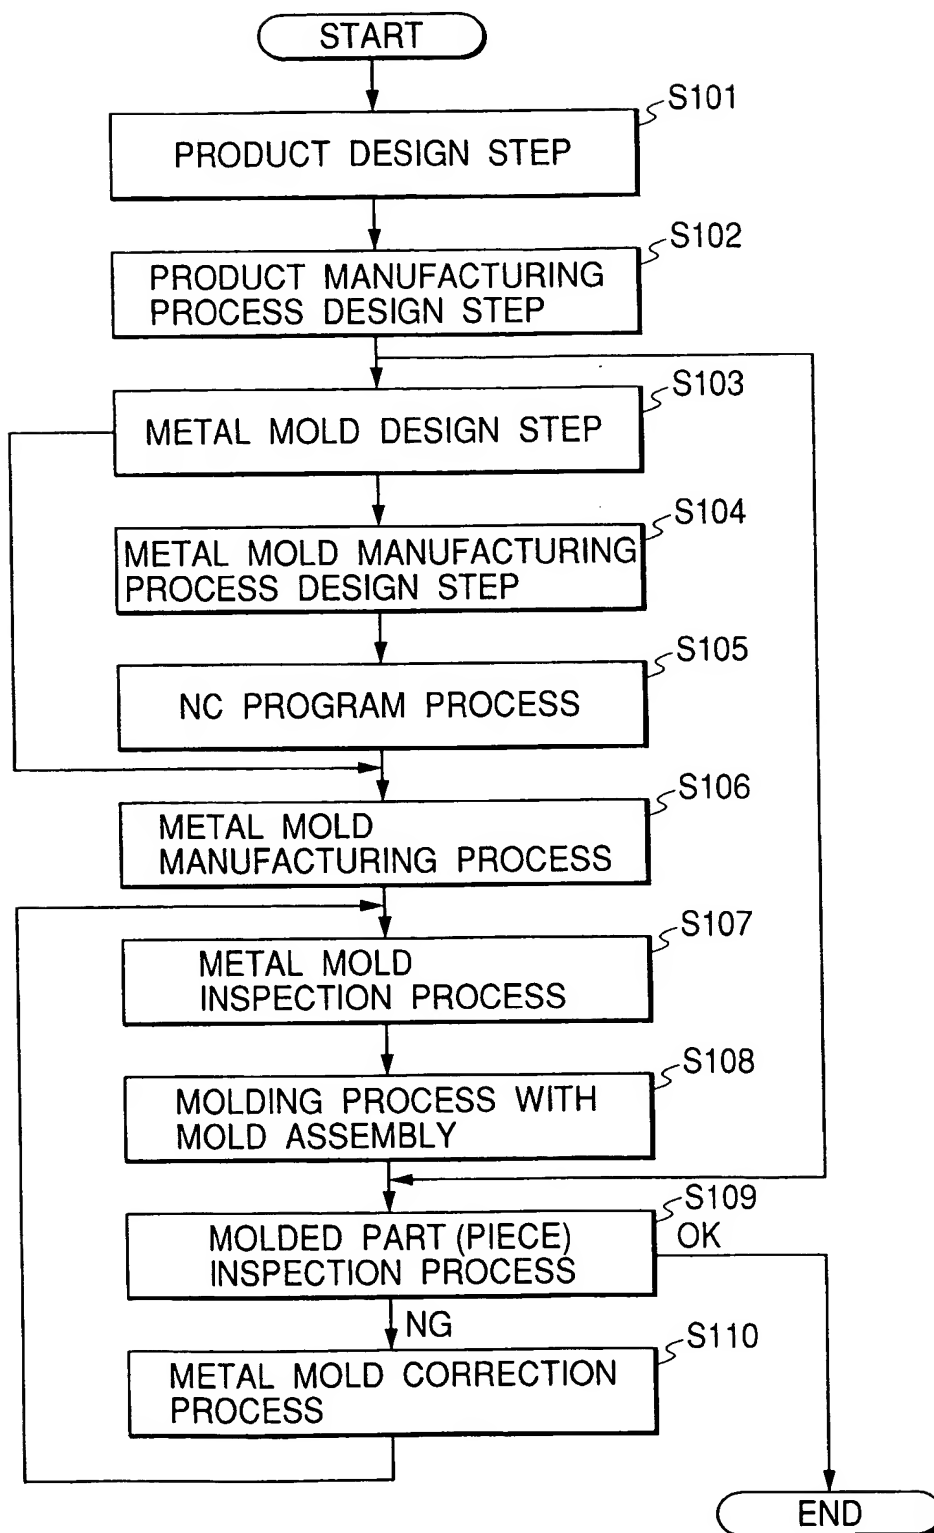 START
S101
PRODUCT DESIGN STEP
S102
PRODUCT MANUFACTURING
PROCESS DESIGN STEP
S103
METAL MOLD DESIGN STEP
S104
METAL MOLD MANUFACTURING
PROCESS DESIGN STEP
S105
NC PROGRAM PROCESS
S106
METAL MOLD
MANUFACTURING PROCESS
S107
METAL MOLD
INSPECTION PROCESS
S108
MOLDING PROCESS WITH
MOLD ASSEMBLY
S109
OK
MOLDED PART (PIECE)
INSPECTION PROCESS
NG
S110
METAL MOLD CORRECTION
PROCESS
END